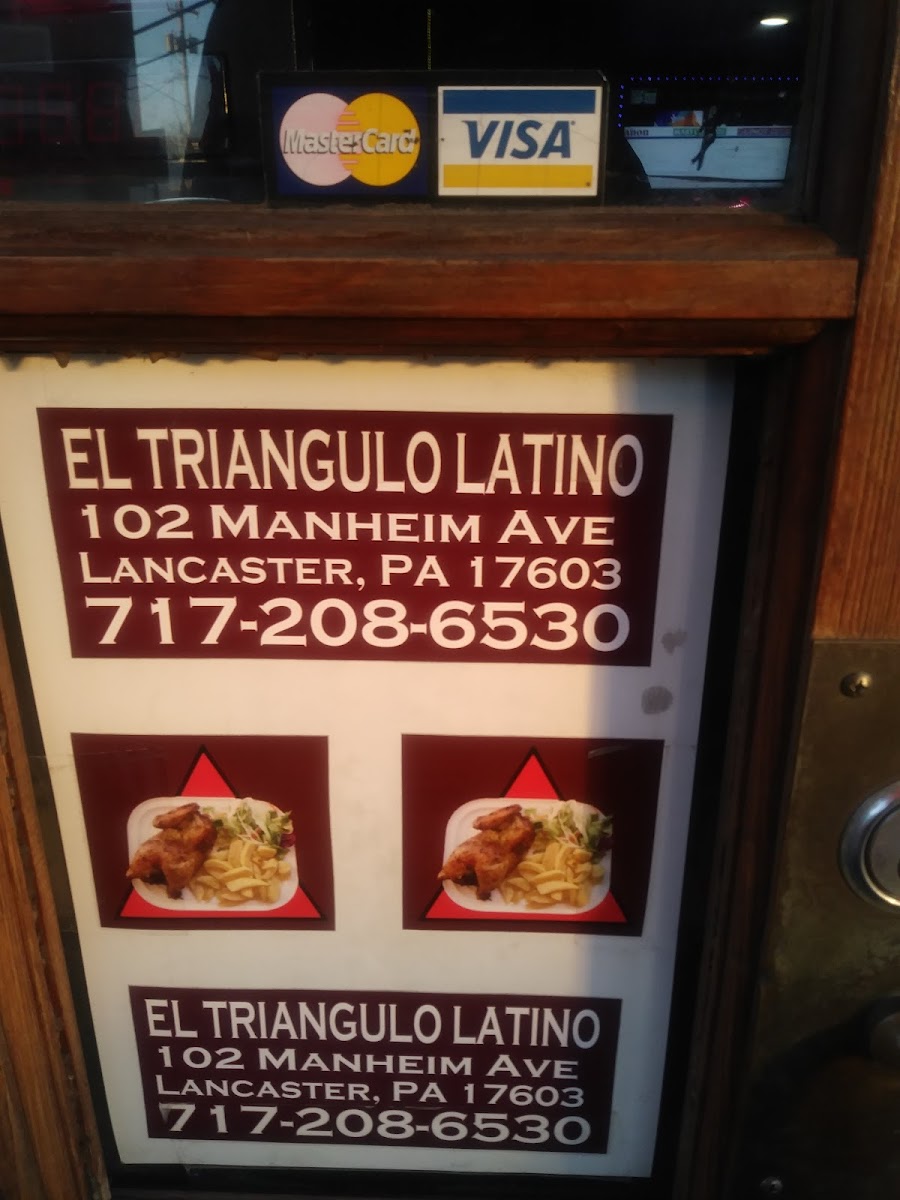 MasterCard
VISA
EL TRIANGULO LATINO
102 MANHEIM AVE
LANCASTER, PA 17603
717-208-6530
EL TRIANGULO LATINO
102 MANHEIM AVE
LANCASTER, PA 17603
717-208-6530